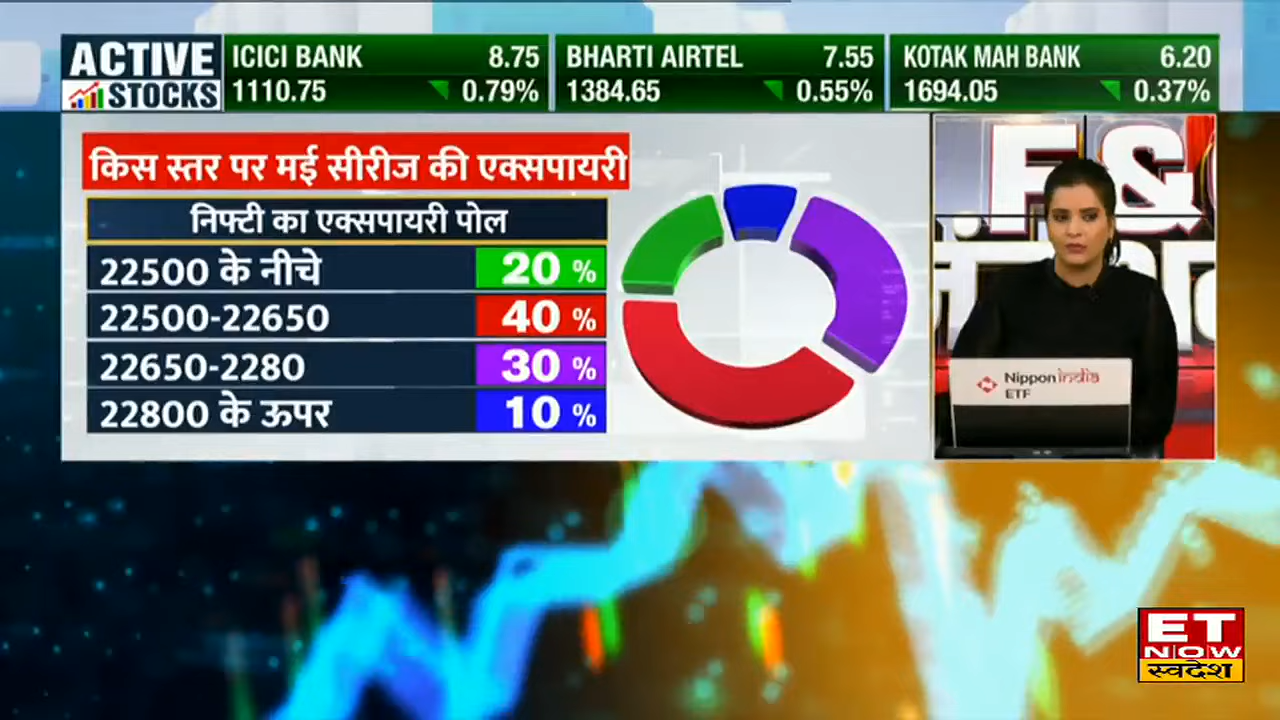 ACTIVE
STOCKS
ICICI BANK 8.75
1110.75 0.79%
BHARTI AIRTEL 7.55
1384.65 0.55%
KOTAK MAH BANK 6.20
1694.05 0.37%
किस स्तर पर मई सीरीज की एक्सपायरी
निफ्टी का एक्सपायरी पोल
22500 के नीचे 20 %
22500-22650 40 %
22650-2280 30 %
22800 के ऊपर 10 %
F&
Nippon india
ETF
ET
NOW
स्वदेश